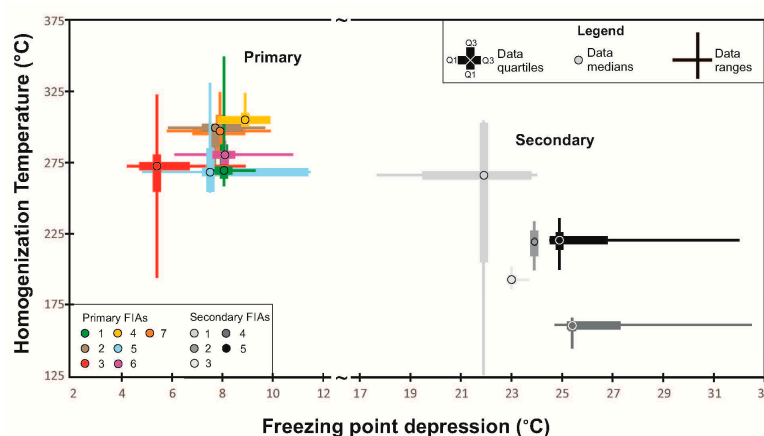 375
325
275
225
175
125
Homogenization Temperature (°C)
~
Primary
Secondary
Legend
Q3
Q1 Q3
Q1
Data
quartiles
Data
medians
Data
ranges
Primary FIAs
1 4 7
2 5
3 6
Secondary FIAs
1 4
2 5
3
2 4 6 8 10 12 ~ 17 19 21 23 25 27 29 31 33
Freezing point depression (°C)